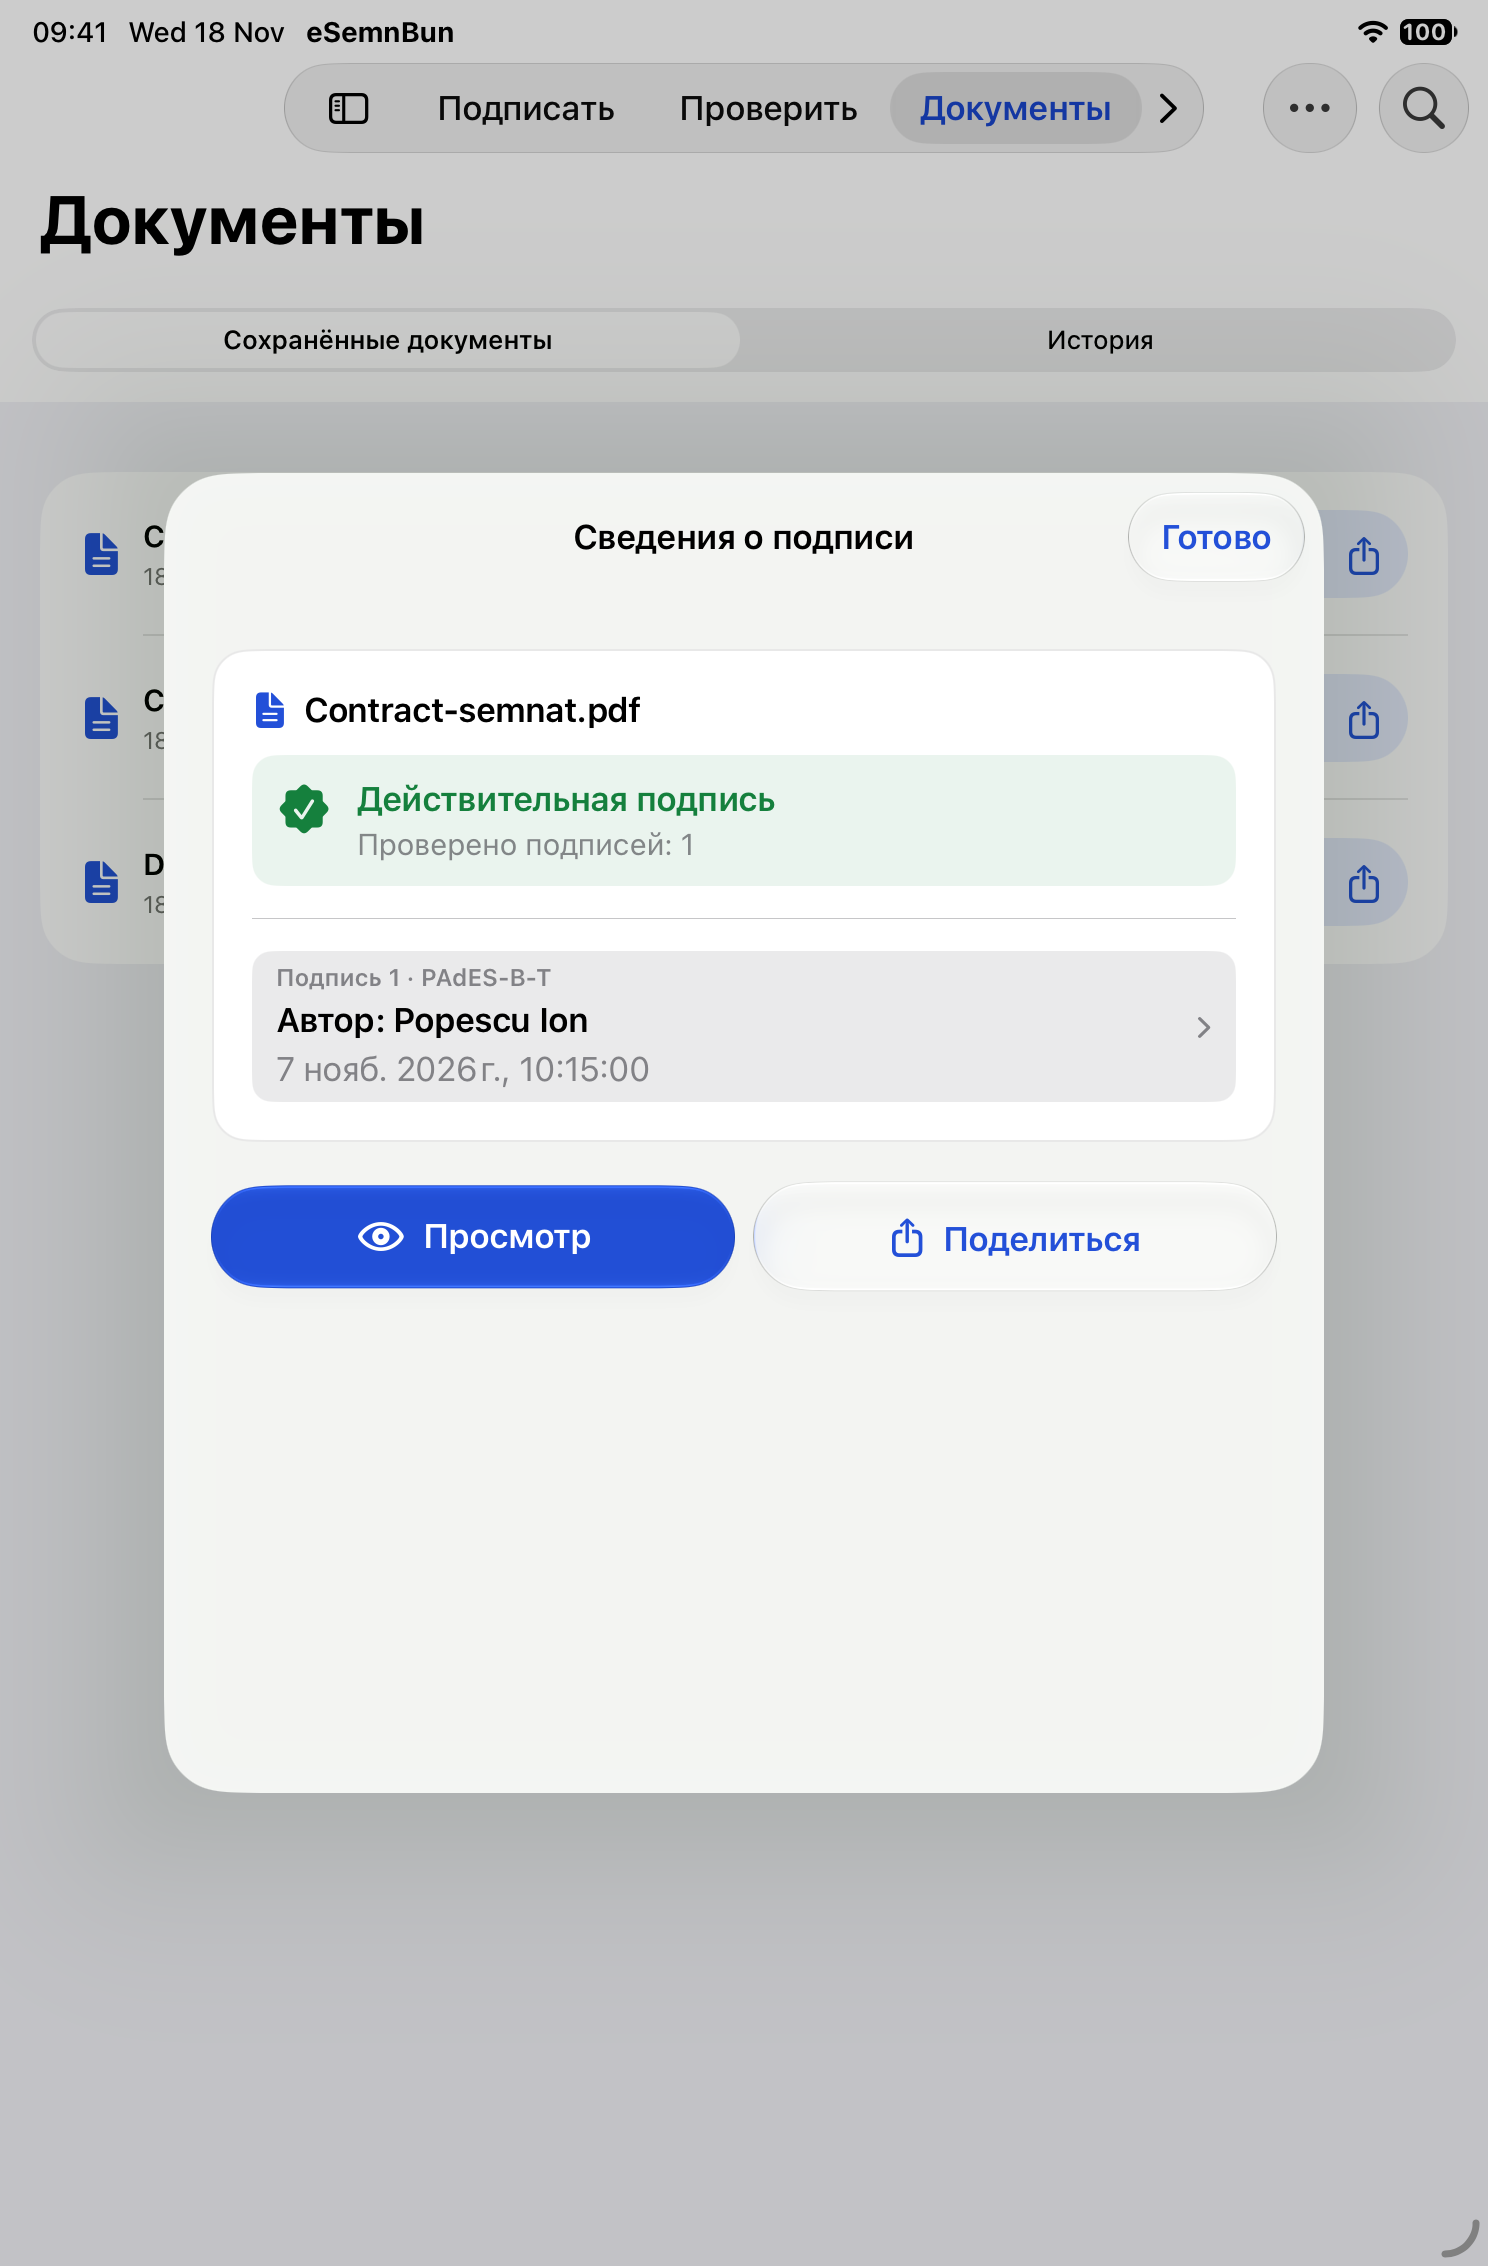 09:41 Wed 18 Nov eSemnBun 100
Подписать Проверить Документы
Документы
Сохранённые документы История
Сведения о подписи Готово
Contract-semnat.pdf
Действительная подпись
Проверено подписей: 1
Подпись 1 · PAdES-B-T
Автор: Popescu Ion
7 нояб. 2026 г., 10:15:00
Просмотр Поделиться